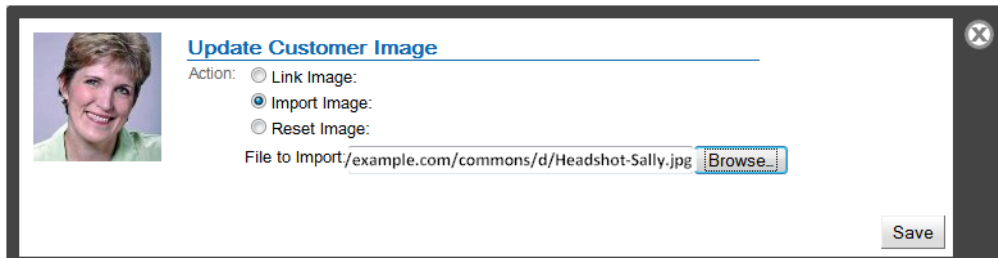 Update Customer Image
Action: Link Image:
Import Image:
Reset Image:
File to Import:/example.com/commons/d/Headshot-Sally.jpg Browse...
Save